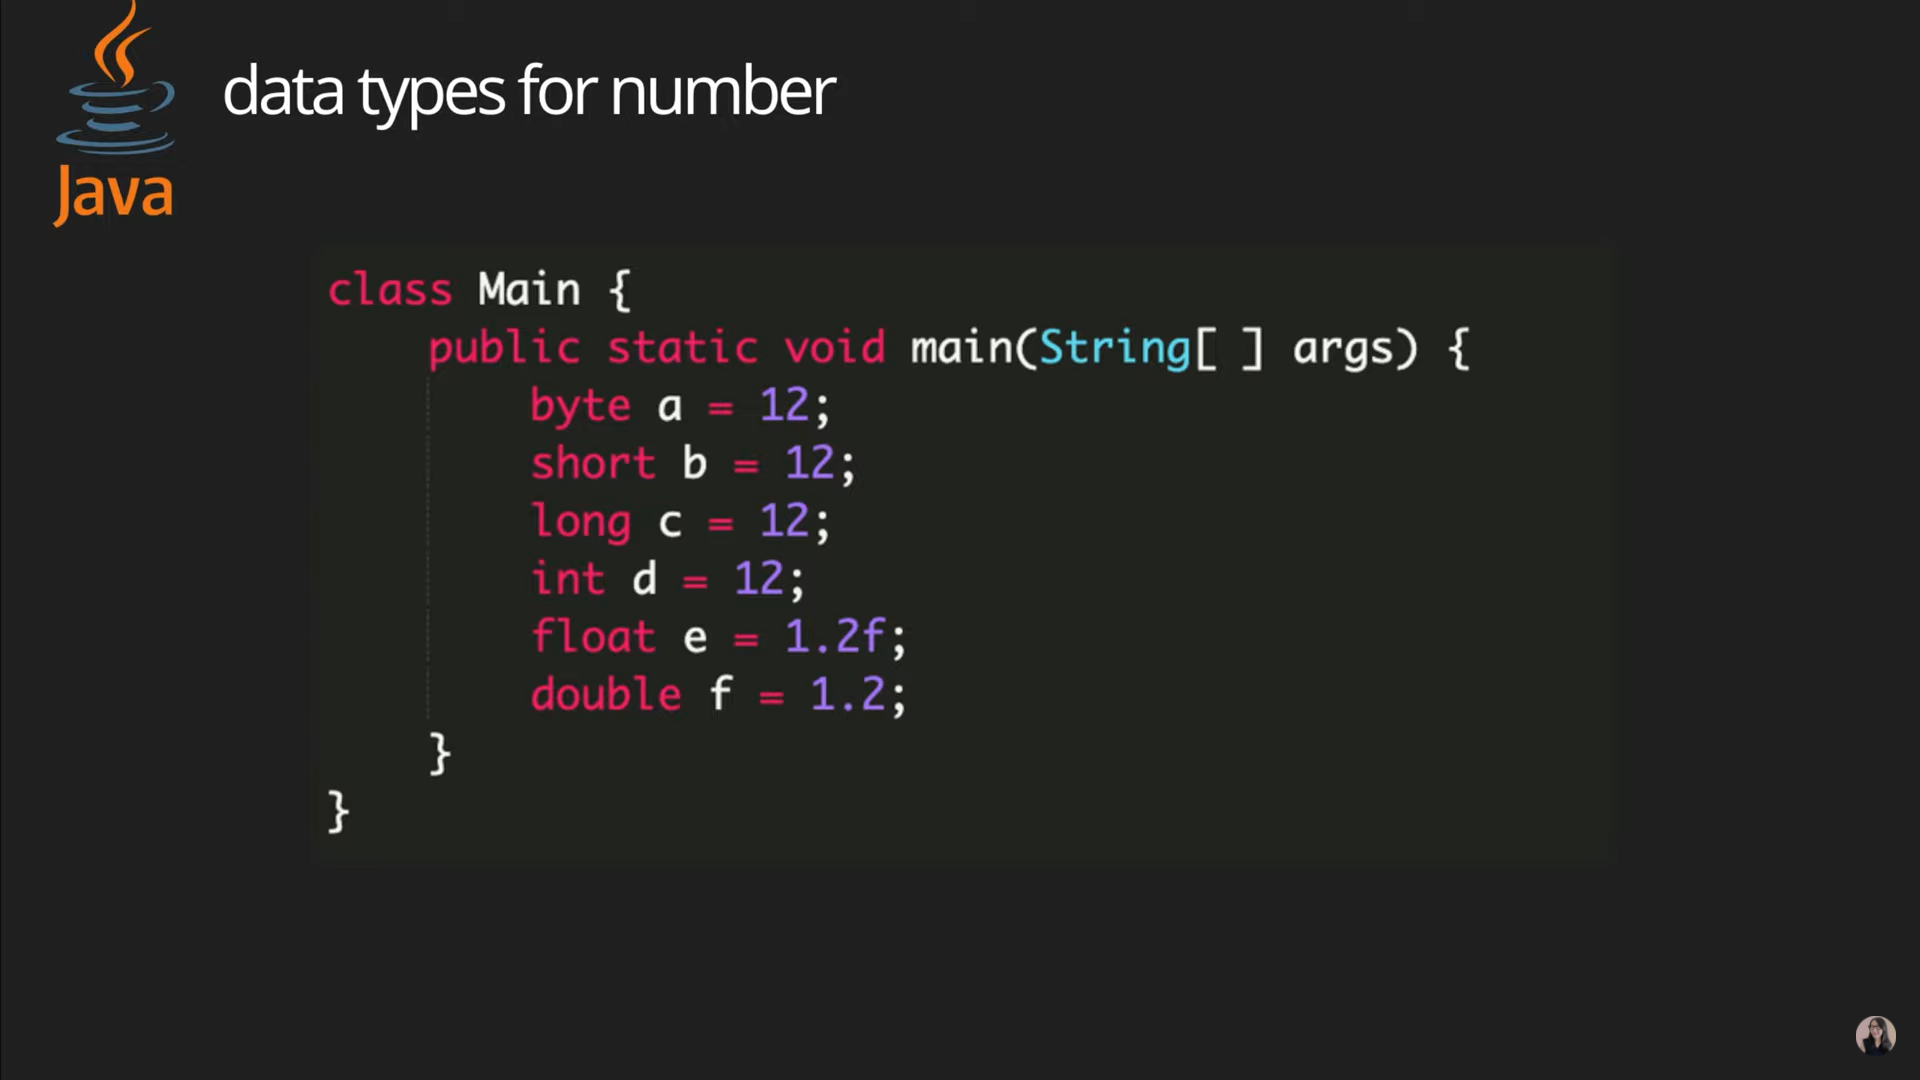 data types for number
Java
class Main {
public static void main(String[ ] args) {
byte a = 12;
short b = 12;
long c = 12;
int d = 12;
float e = 1.2f;
double f = 1.2;
}
}